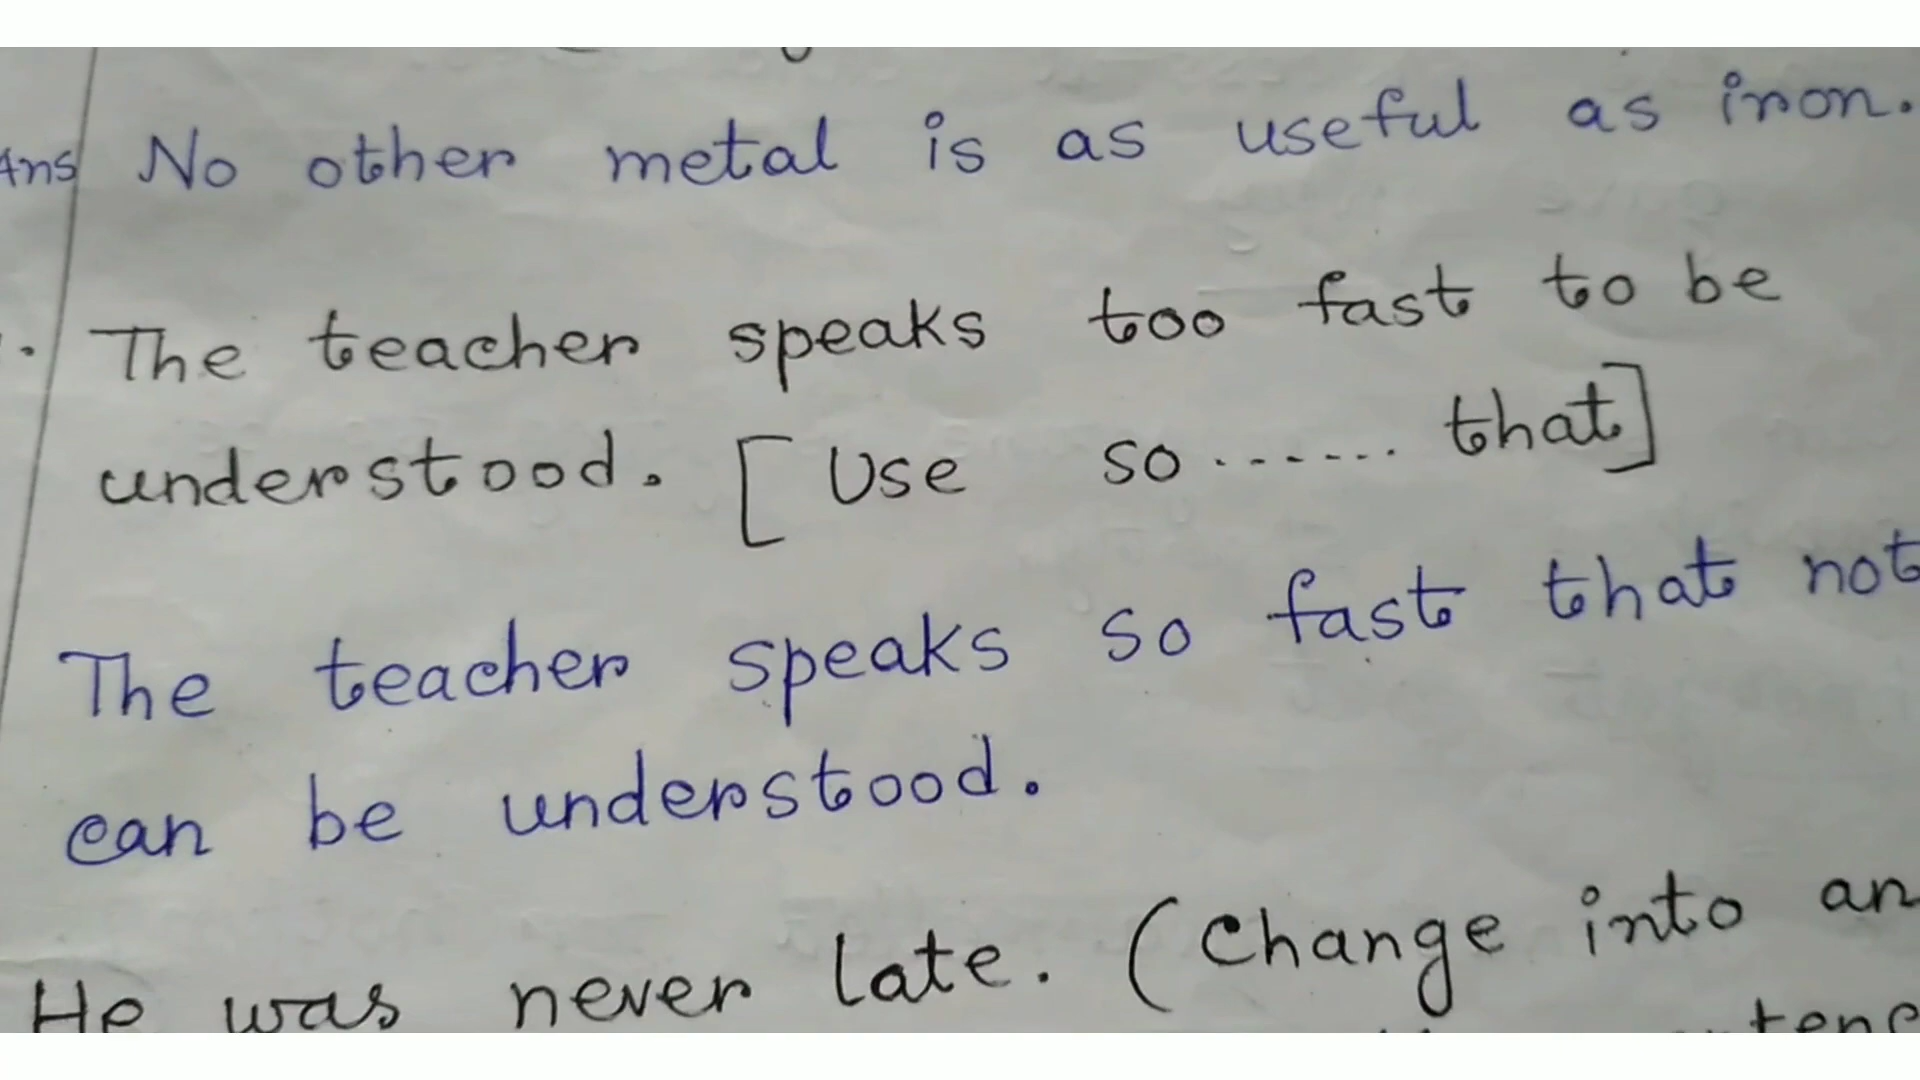 Ans No other metal is as useful as iron.
The teacher speaks too fast to be
understood. [Use so ....... that]
The teacher speaks so fast that not
can be understood.
He was never late. (Change into an